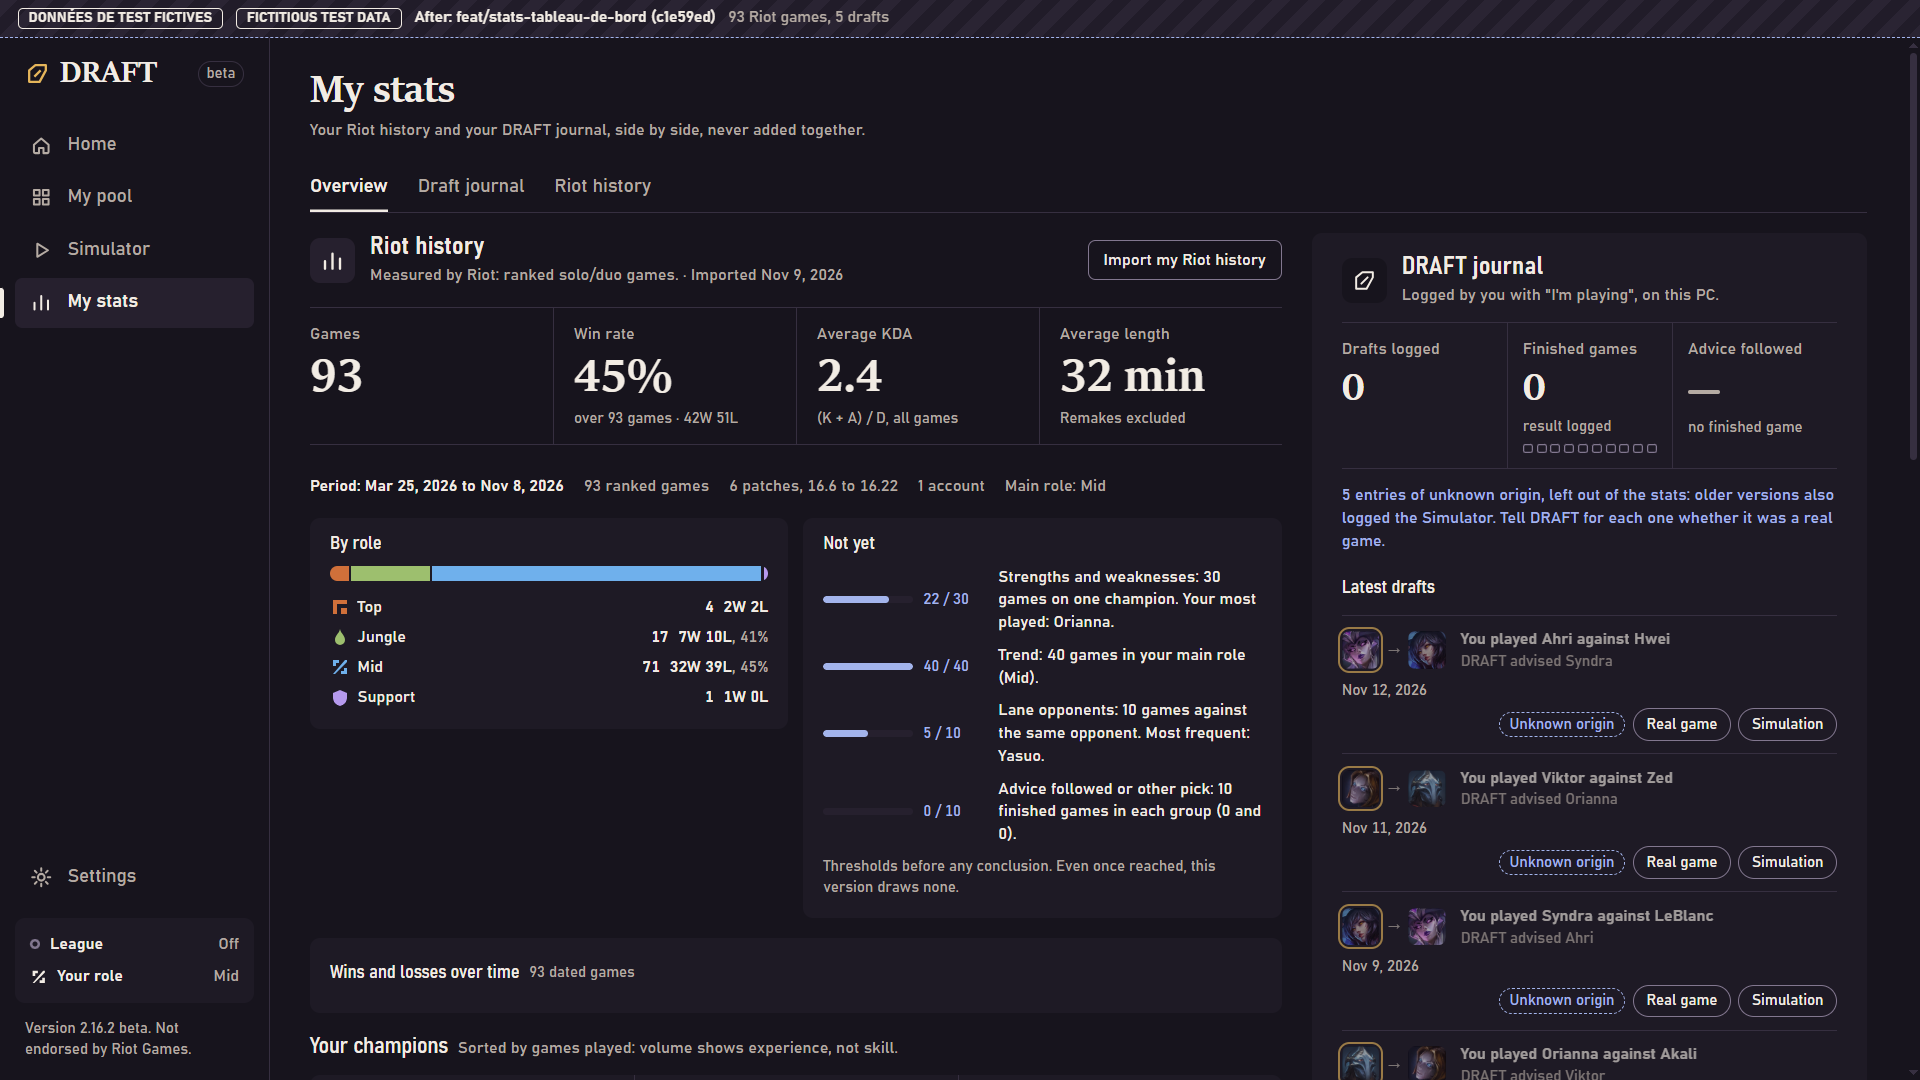 DONNÉES DE TEST FICTIVES
FICTITIOUS TEST DATA
After: feat/stats-tableau-de-bord (c1e59ed)
93 Riot games, 5 drafts
DRAFT
beta
Home
My pool
Simulator
My stats
Settings
League
Off
Your role
Mid
Version 2.16.2 beta. Not
endorsed by Riot Games.
My stats
Your Riot history and your DRAFT journal, side by side, never added together.
Overview
Draft journal
Riot history
Riot history
Measured by Riot: ranked solo/duo games. · Imported Nov 9, 2026
Import my Riot history
Games
93
Win rate
45%
over 93 games · 42W 51L
Average KDA
2.4
(K + A) / D, all games
Average length
32 min
Remakes excluded
Period: Mar 25, 2026 to Nov 8, 2026
93 ranked games
6 patches, 16.6 to 16.22
1 account
Main role: Mid
By role
Top
4 2W 2L
Jungle
17 7W 10L, 41%
Mid
71 32W 39L, 45%
Support
1 1W 0L
Not yet
22 / 30
Strengths and weaknesses: 30
games on one champion. Your most
played: Orianna.
40 / 40
Trend: 40 games in your main role
(Mid).
5 / 10
Lane opponents: 10 games against
the same opponent. Most frequent:
Yasuo.
0 / 10
Advice followed or other pick: 10
finished games in each group (0 and
0).
Thresholds before any conclusion. Even once reached, this
version draws none.
Wins and losses over time
93 dated games
Your champions
Sorted by games played: volume shows experience, not skill.
DRAFT journal
Logged by you with "I'm playing", on this PC.
Drafts logged
0
Finished games
0
result logged
Advice followed
—
no finished game
5 entries of unknown origin, left out of the stats: older versions also
logged the Simulator. Tell DRAFT for each one whether it was a real
game.
Latest drafts
You played Ahri against Hwei
DRAFT advised Syndra
Nov 12, 2026
Unknown origin
Real game
Simulation
You played Viktor against Zed
DRAFT advised Orianna
Nov 11, 2026
Unknown origin
Real game
Simulation
You played Syndra against LeBlanc
DRAFT advised Ahri
Nov 9, 2026
Unknown origin
Real game
Simulation
You played Orianna against Akali
DRAFT advised Viktor